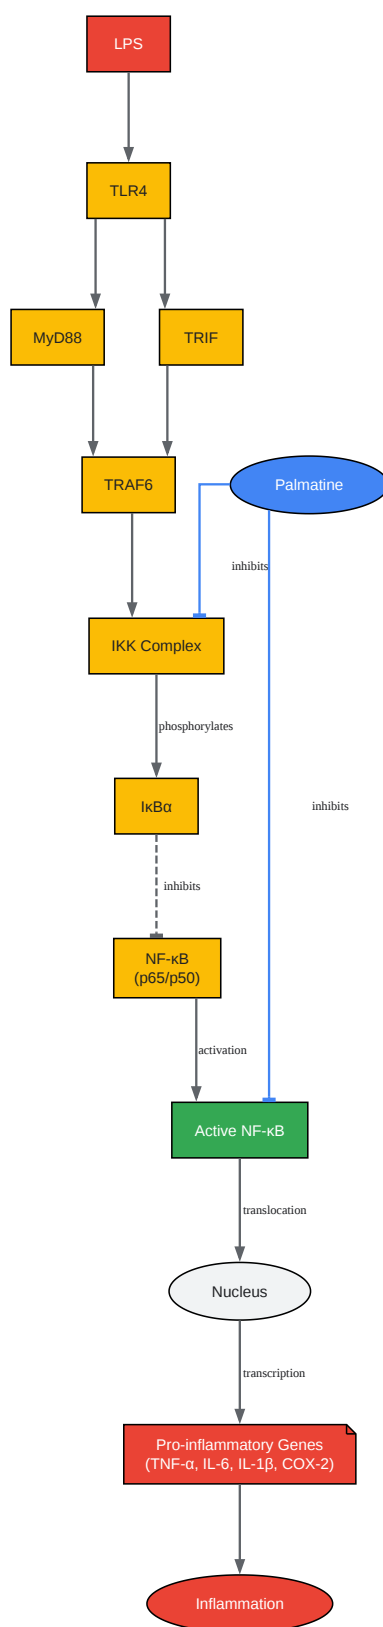 LPS
TLR4
MyD88
TRIF
TRAF6
Palmatine
inhibits
IKK Complex
phosphorylates
IκBα
inhibits
inhibits
NF-κB
(p65/p50)
activation
Active NF-κB
translocation
Nucleus
transcription
Pro-inflammatory Genes
(TNF-α, IL-6, IL-1β, COX-2)
Inflammation